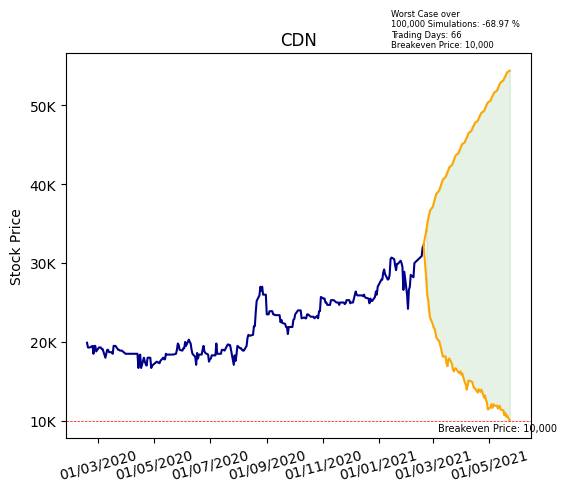 Worst Case over
100,000 Simulations: -68.97 %
Trading Days: 66
Breakeven Price: 10,000
CDN
Stock Price
50K
40K
30K
20K
10K
Breakeven Price: 10,000
01/03/2020
01/05/2020
01/07/2020
01/09/2020
01/11/2020
01/01/2021
01/03/2021
01/05/2021